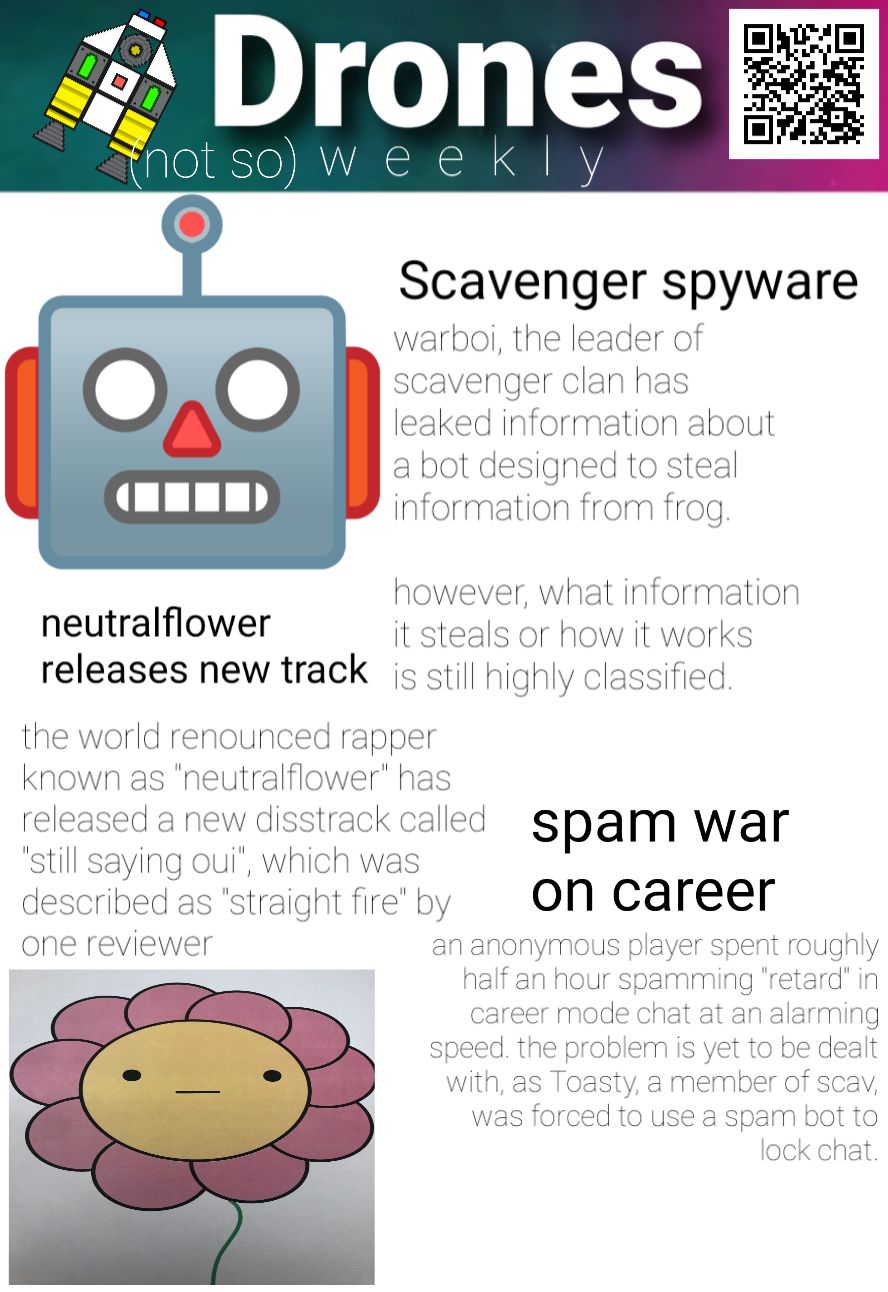 Drones
(not so) weekly
Scavenger spyware
warboi, the leader of
scavenger clan has
leaked information about
a bot designed to steal
information from frog.
however, what information
it steals or how it works
is still highly classified.
neutralflower
releases new track
the world renounced rapper
known as "neutralflower" has
released a new disstrack called
"still saying oui", which was
described as "straight fire" by
one reviewer
spam war
on career
an anonymous player spent roughly
half an hour spamming "retard" in
career mode chat at an alarming
speed. the problem is yet to be dealt
with, as Toasty, a member of scav,
was forced to use a spam bot to
lock chat.